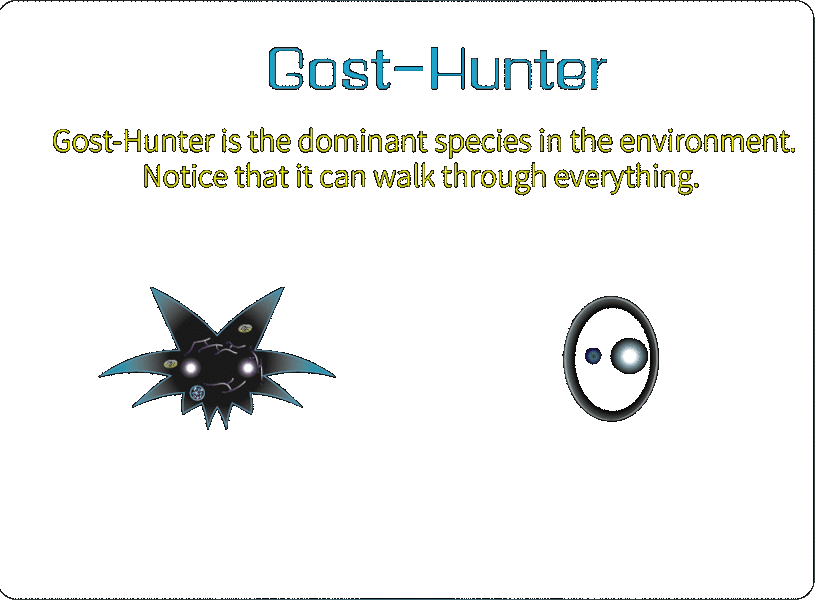 Gost-Hunter
Gost-Hunter is the dominant species in the environment.
Notice that it can walk through everything.